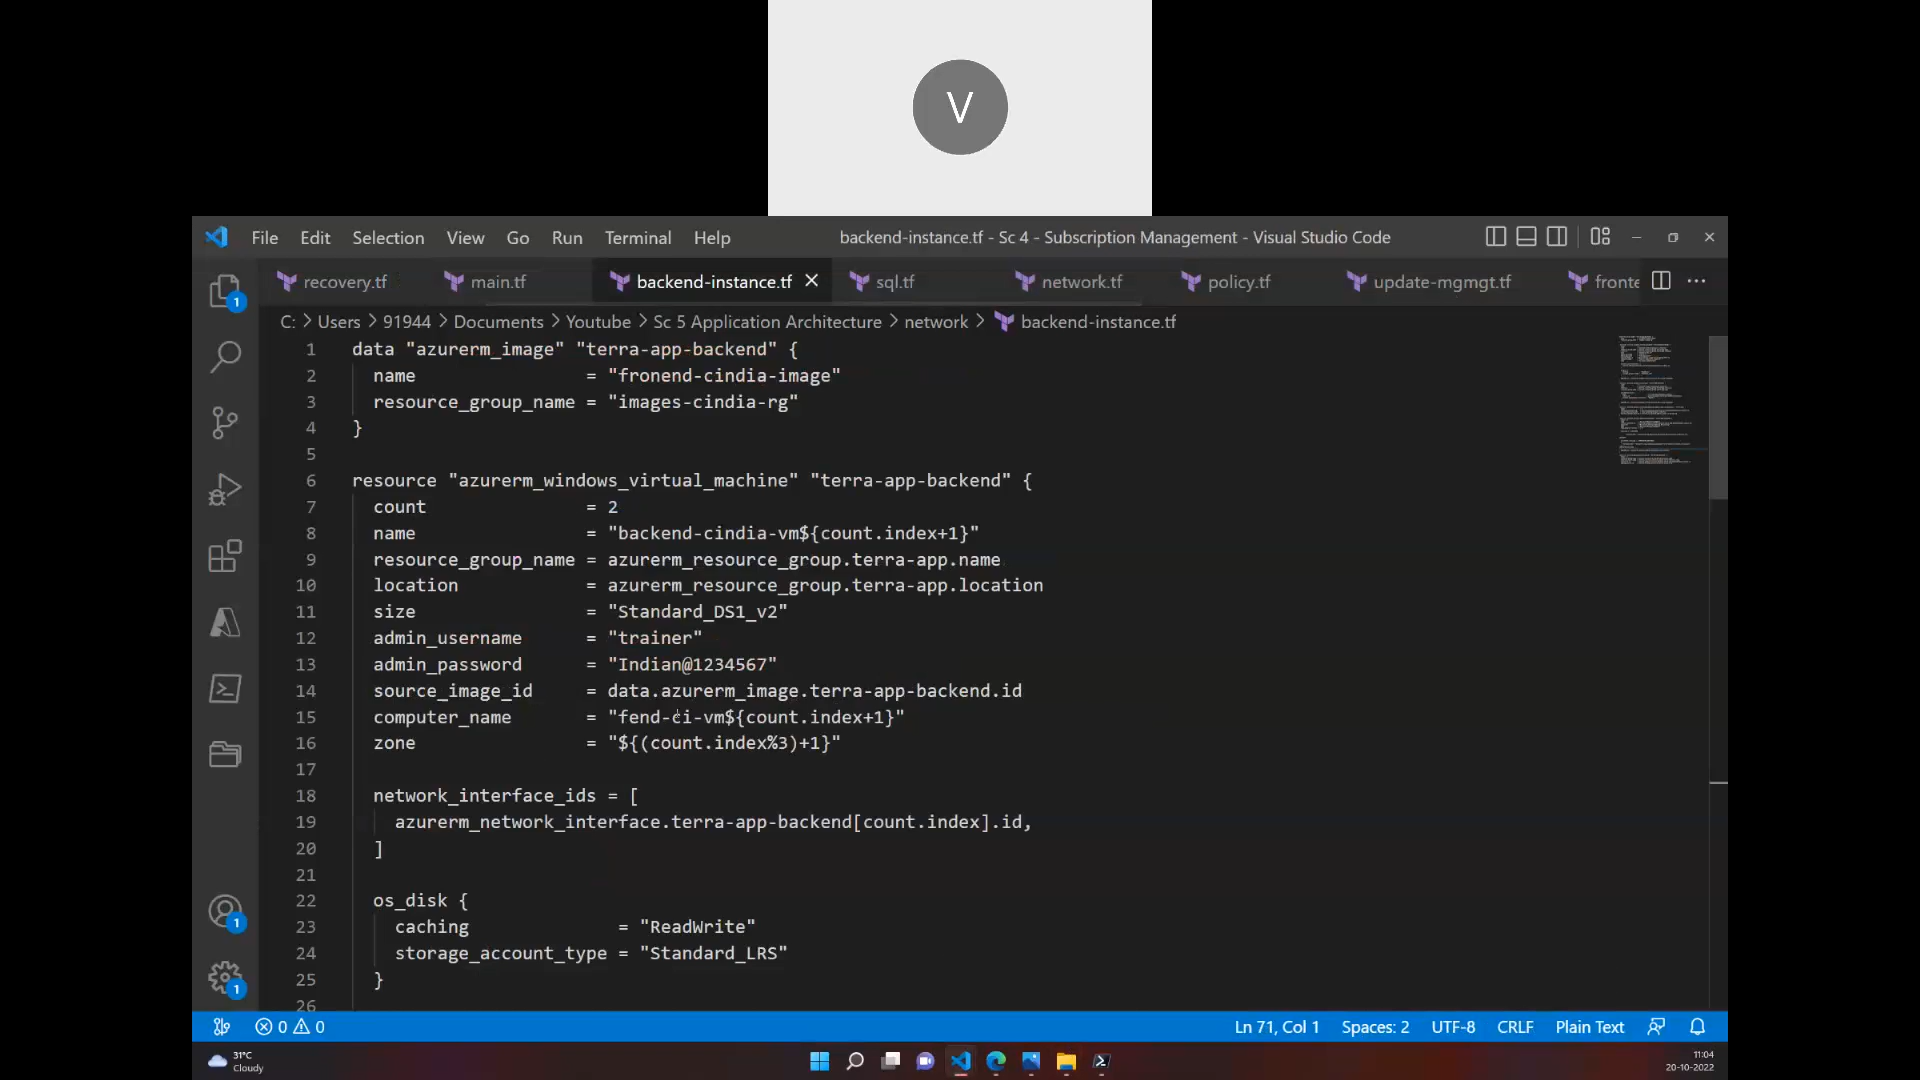 V
File Edit Selection View Go Run Terminal Help backend-instance.tf - Sc 4 - Subscription Management - Visual Studio Code
recovery.tf main.tf backend-instance.tf sql.tf network.tf policy.tf update-mgmgt.tf fronte
C: > Users > 91944 > Documents > Youtube > Sc 5 Application Architecture > network > backend-instance.tf
1 data "azurerm_image" "terra-app-backend" {
2 name = "fronend-cindia-image"
3 resource_group_name = "images-cindia-rg"
4 }
5
6 resource "azurerm_windows_virtual_machine" "terra-app-backend" {
7 count = 2
8 name = "backend-cindia-vm${count.index+1}"
9 resource_group_name = azurerm_resource_group.terra-app.name
10 location = azurerm_resource_group.terra-app.location
11 size = "Standard_DS1_v2"
12 admin_username = "trainer"
13 admin_password = "Indian@1234567"
14 source_image_id = data.azurerm_image.terra-app-backend.id
15 computer_name = "fend-ci-vm${count.index+1}"
16 zone = "${(count.index%3)+1}"
17
18 network_interface_ids = [
19 azurerm_network_interface.terra-app-backend[count.index].id,
20 ]
21
22 os_disk {
23 caching = "ReadWrite"
24 storage_account_type = "Standard_LRS"
25 }
26
1
1
1
0 0 Ln 71, Col 1 Spaces: 2 UTF-8 CRLF Plain Text
31°C
Cloudy
11:04
20-10-2022